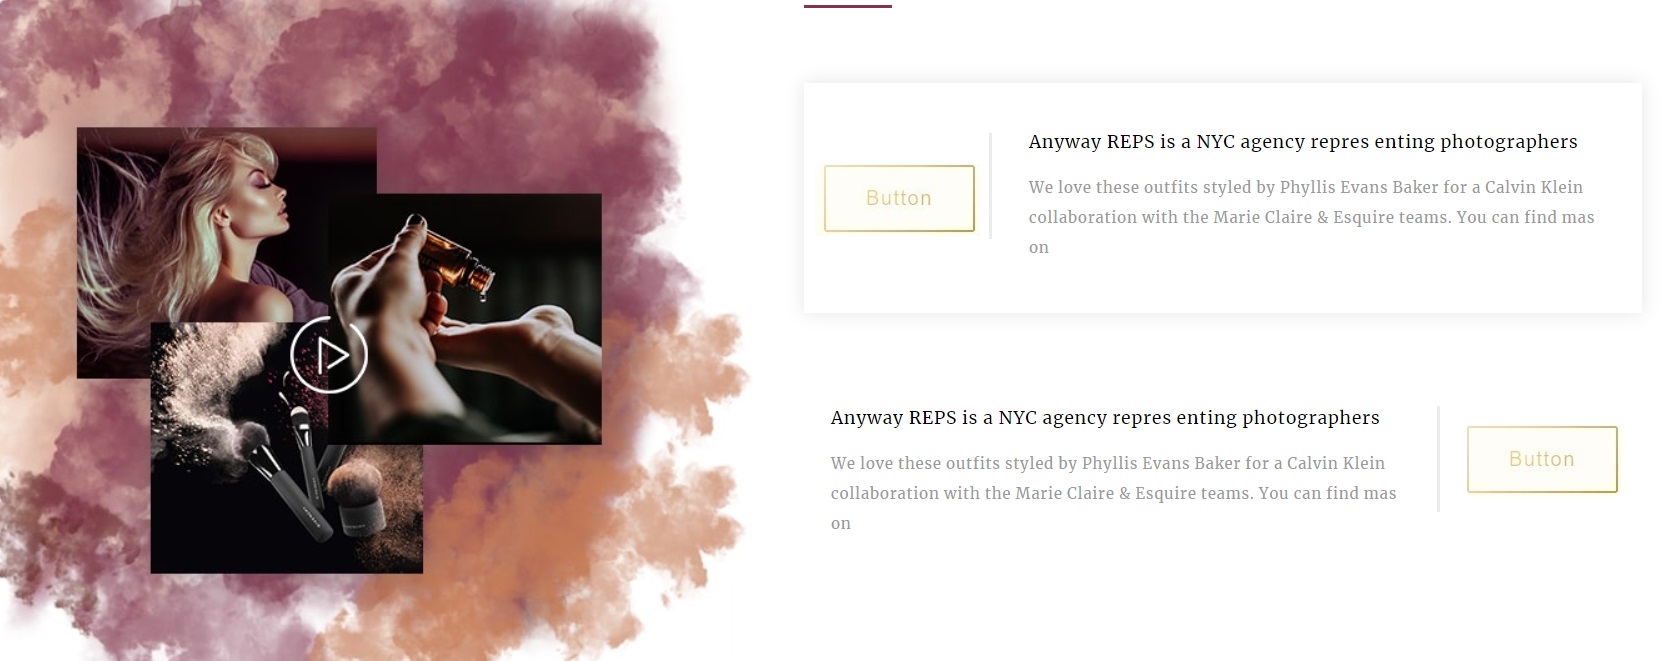 Button
Anyway REPS is a NYC agency repres enting photographers
We love these outfits styled by Phyllis Evans Baker for a Calvin Klein
collaboration with the Marie Claire & Esquire teams. You can find mas
on
Anyway REPS is a NYC agency repres enting photographers
We love these outfits styled by Phyllis Evans Baker for a Calvin Klein
collaboration with the Marie Claire & Esquire teams. You can find mas
on
Button